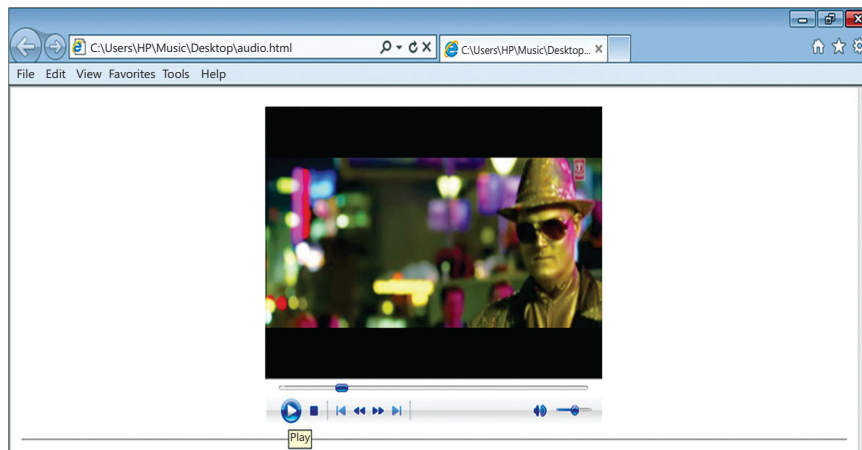 C:\Users\HP\Music\Desktop\audio.html
C:\Users\HP\Music\Desktop...
File Edit View Favorites Tools Help
Play